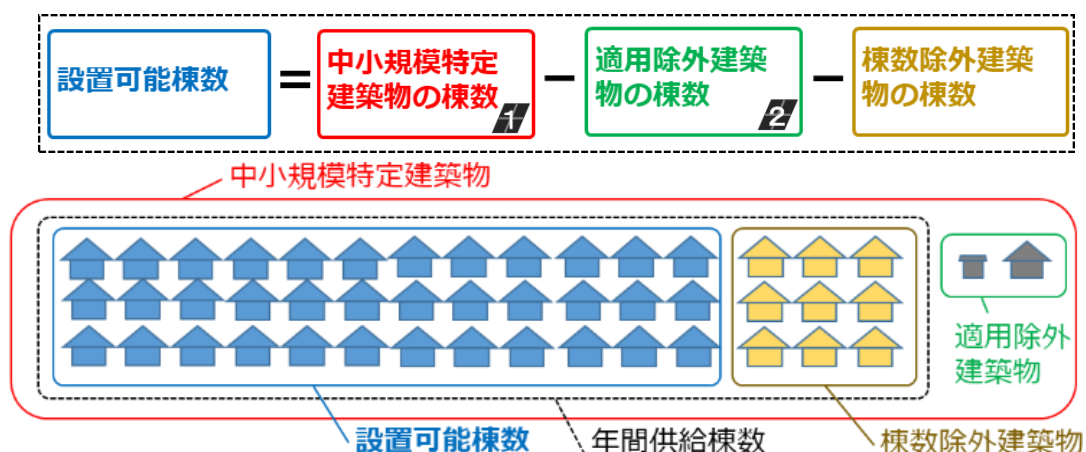 設置可能棟数 = 中小規模特定 - 適用除外建築 - 棟数除外建築
建築物の棟数 1 物の棟数 2 物の棟数
中小規模特定建築物
適用除外
建築物
設置可能棟数 年間供給棟数 棟数除外建築物